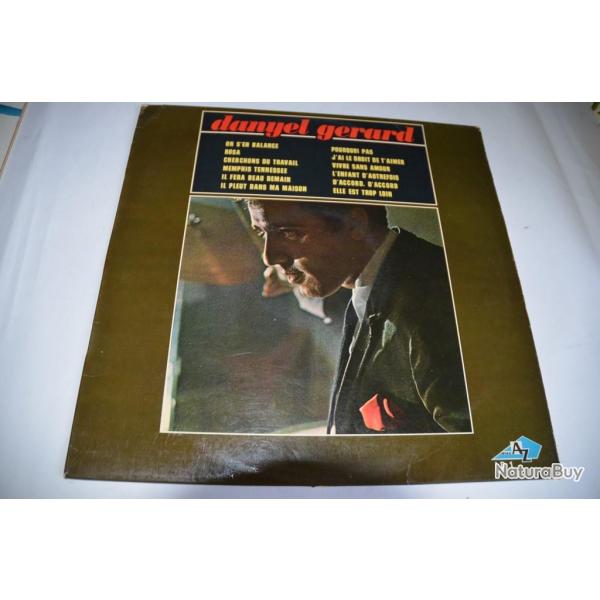 danyel gerard
ON S'EN BALANCE
ROSA
CHERCHONS DU TRAVAIL
MEMPHIS TENNESSEE
IL FERA BEAU DEMAIN
IL PLEUT DANS MA MAISON
POURQUOI PAS
J'AI LE DROIT DE T'AIMER
VIVRE SANS AMOUR
L'ENFANT D'AUTREFOIS
D'ACCORD, D'ACCORD
ELLE EST TROP LOIN
AZ
NaturaBuy